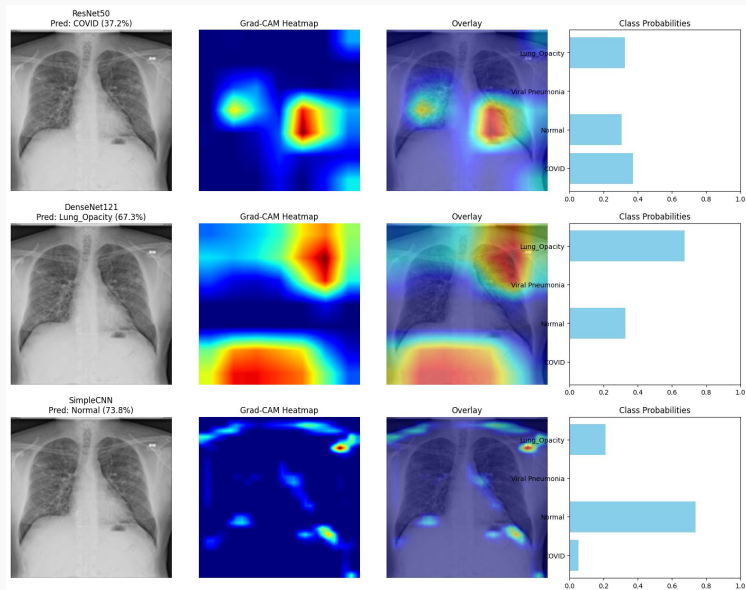 ResNet50
Pred: COVID (37.2%)
Grad-CAM Heatmap
Overlay
Class Probabilities
Lung_Opacity
Viral Pneumonia
Normal
COVID
0.0 0.2 0.4 0.6 0.8 1.0
DenseNet121
Pred: Lung_Opacity (67.3%)
Grad-CAM Heatmap
Overlay
Class Probabilities
Lung_Opacity
Viral Pneumonia
Normal
COVID
0.0 0.2 0.4 0.6 0.8 1.0
SimpleCNN
Pred: Normal (73.8%)
Grad-CAM Heatmap
Overlay
Class Probabilities
Lung_Opacity
Viral Pneumonia
Normal
COVID
0.0 0.2 0.4 0.6 0.8 1.0